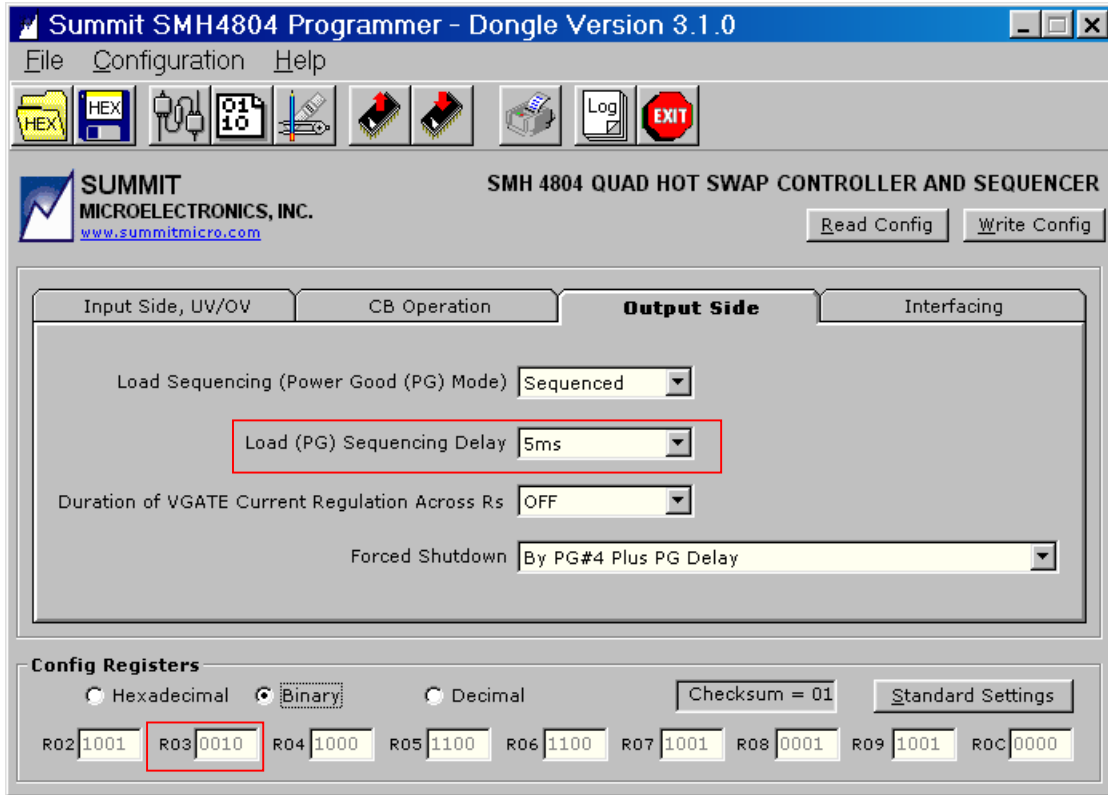 Summit SMH4804 Programmer - Dongle Version 3.1.0
File Configuration Help
HEX HEX 01 10 Log EXIT
SUMMIT
MICROELECTRONICS, INC.
www.summitmicro.com
SMH 4804 QUAD HOT SWAP CONTROLLER AND SEQUENCER
Read Config Write Config
Input Side, UV/OV CB Operation Output Side Interfacing
Load Sequencing (Power Good (PG) Mode) Sequenced
Load (PG) Sequencing Delay 5ms
Duration of VGATE Current Regulation Across Rs OFF
Forced Shutdown By PG#4 Plus PG Delay
Config Registers
Hexadecimal Binary Decimal Checksum = 01 Standard Settings
R02 1001 R03 0010 R04 1000 R05 1100 R06 1100 R07 1001 R08 0001 R09 1001 R0C 0000